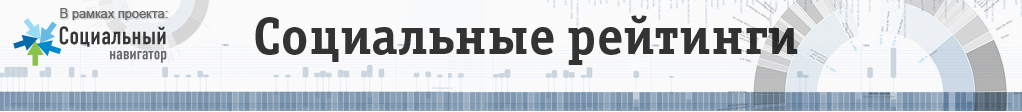 В рамках проекта:
Социальный
навигатор
Социальные рейтинги